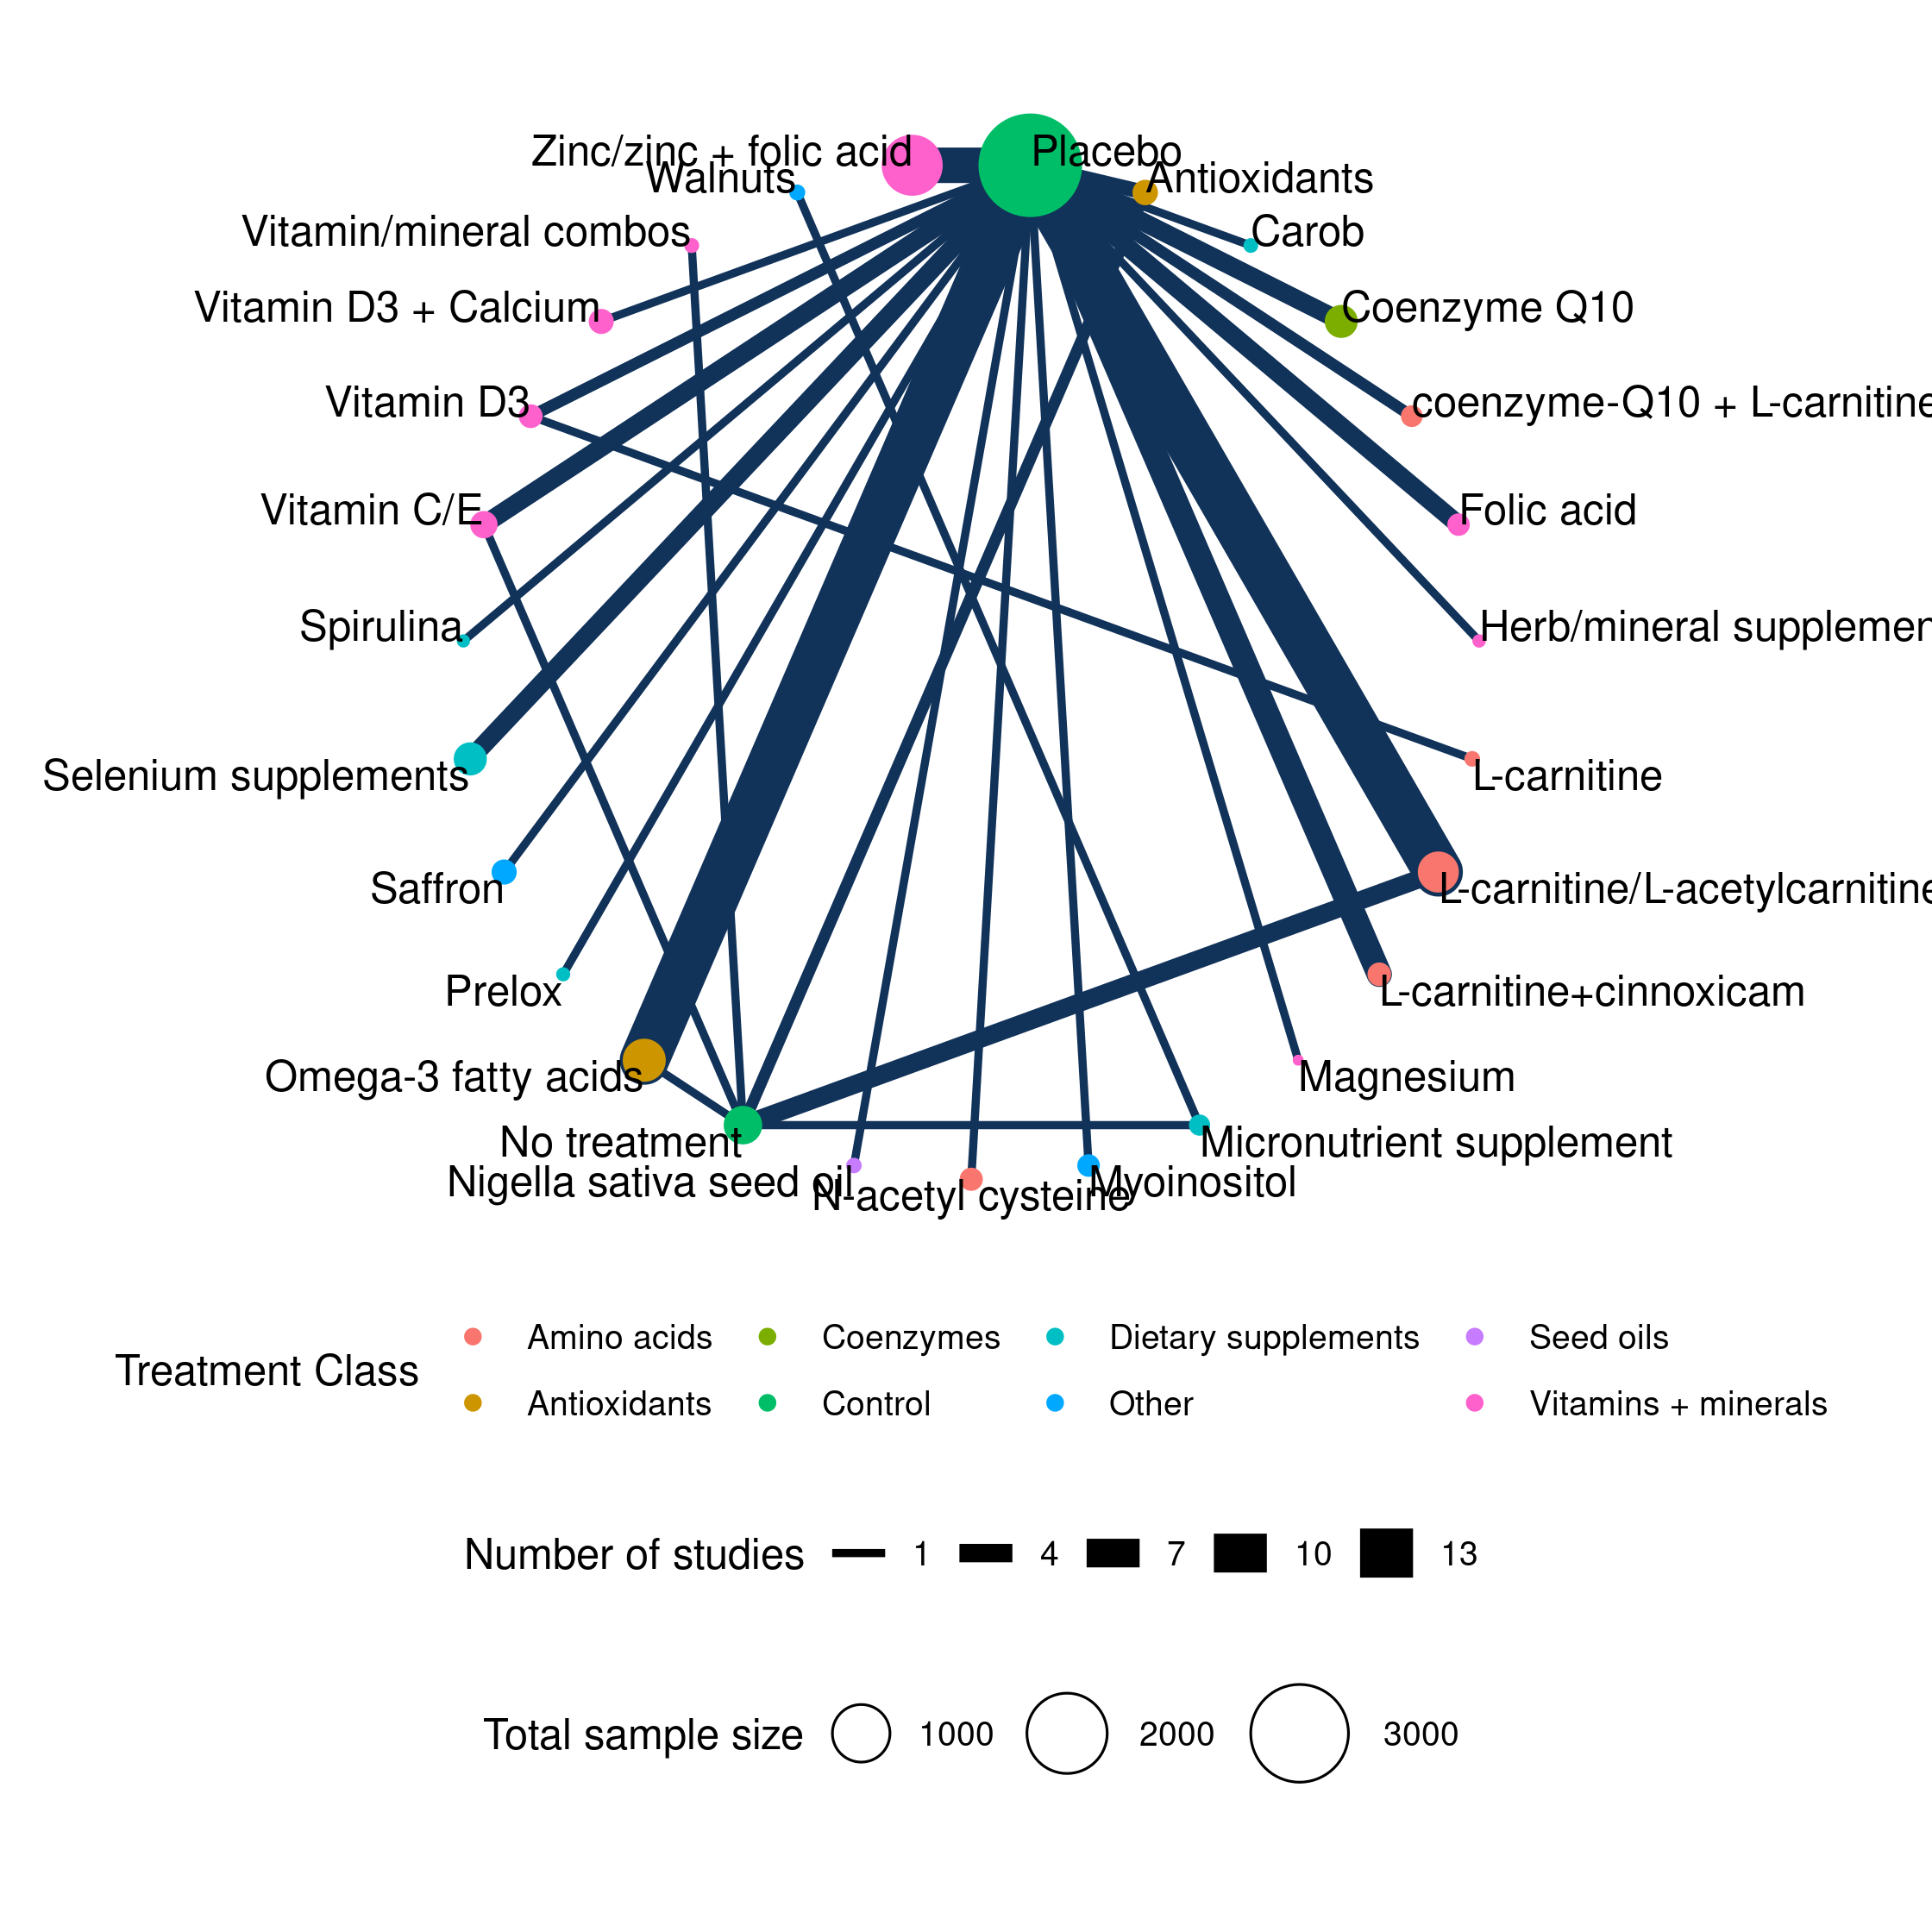 Zinc/zinc + folic acid
Placebo
Walnuts
Antioxidants
Vitamin/mineral combos
Carob
Vitamin D3 + Calcium
Coenzyme Q10
Vitamin D3
coenzyme-Q10 + L-carnitine
Vitamin C/E
Folic acid
Spirulina
Herb/mineral supplemen
Selenium supplements
L-carnitine
Saffron
L-carnitine/L-acetylcarnitine
Prelox
L-carnitine+cinnoxicam
Omega-3 fatty acids
Magnesium
No treatment
Micronutrient supplement
Nigella sativa seed oil
Myoinositol
N-acetyl cysteine
Treatment Class
Amino acids
Coenzymes
Dietary supplements
Seed oils
Antioxidants
Control
Other
Vitamins + minerals
Number of studies 1 4 7 10 13
Total sample size 1000 2000 3000